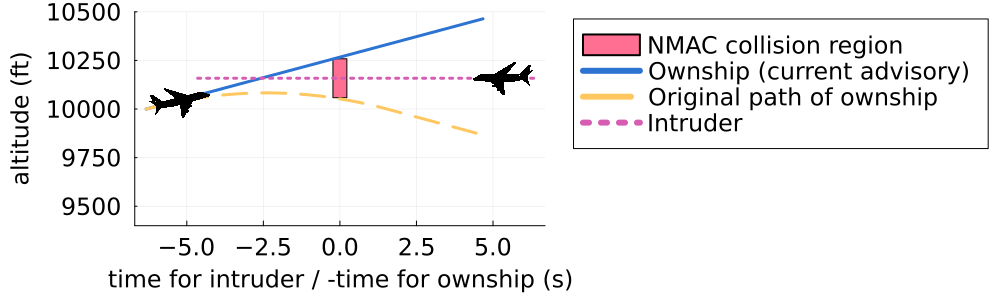 10500
10250
10000
9750
9500
altitude (ft)
−5.0 −2.5 0.0 2.5 5.0
time for intruder / -time for ownship (s)
NMAC collision region
Ownship (current advisory)
Original path of ownship
Intruder